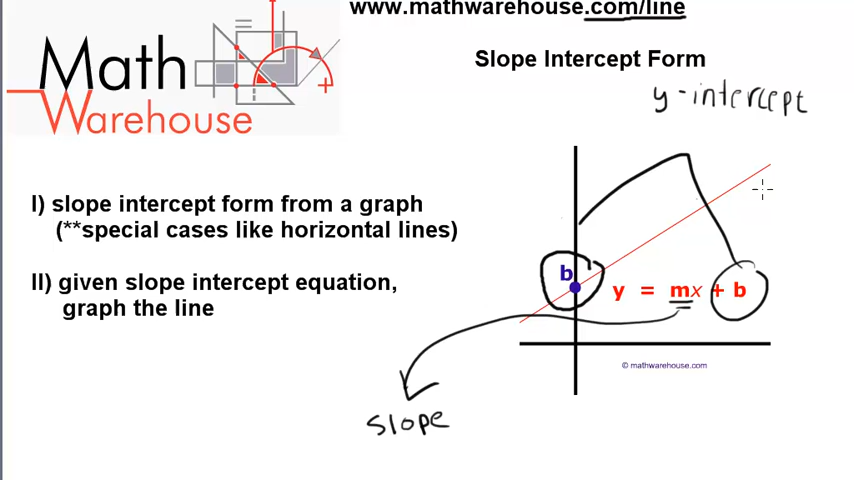 www.mathwarehouse.com/line
Math
Warehouse
Slope Intercept Form
y-intercept
I) slope intercept form from a graph
(**special cases like horizontal lines)
II) given slope intercept equation,
graph the line
b
y = mx + b
© mathwarehouse.com
slope